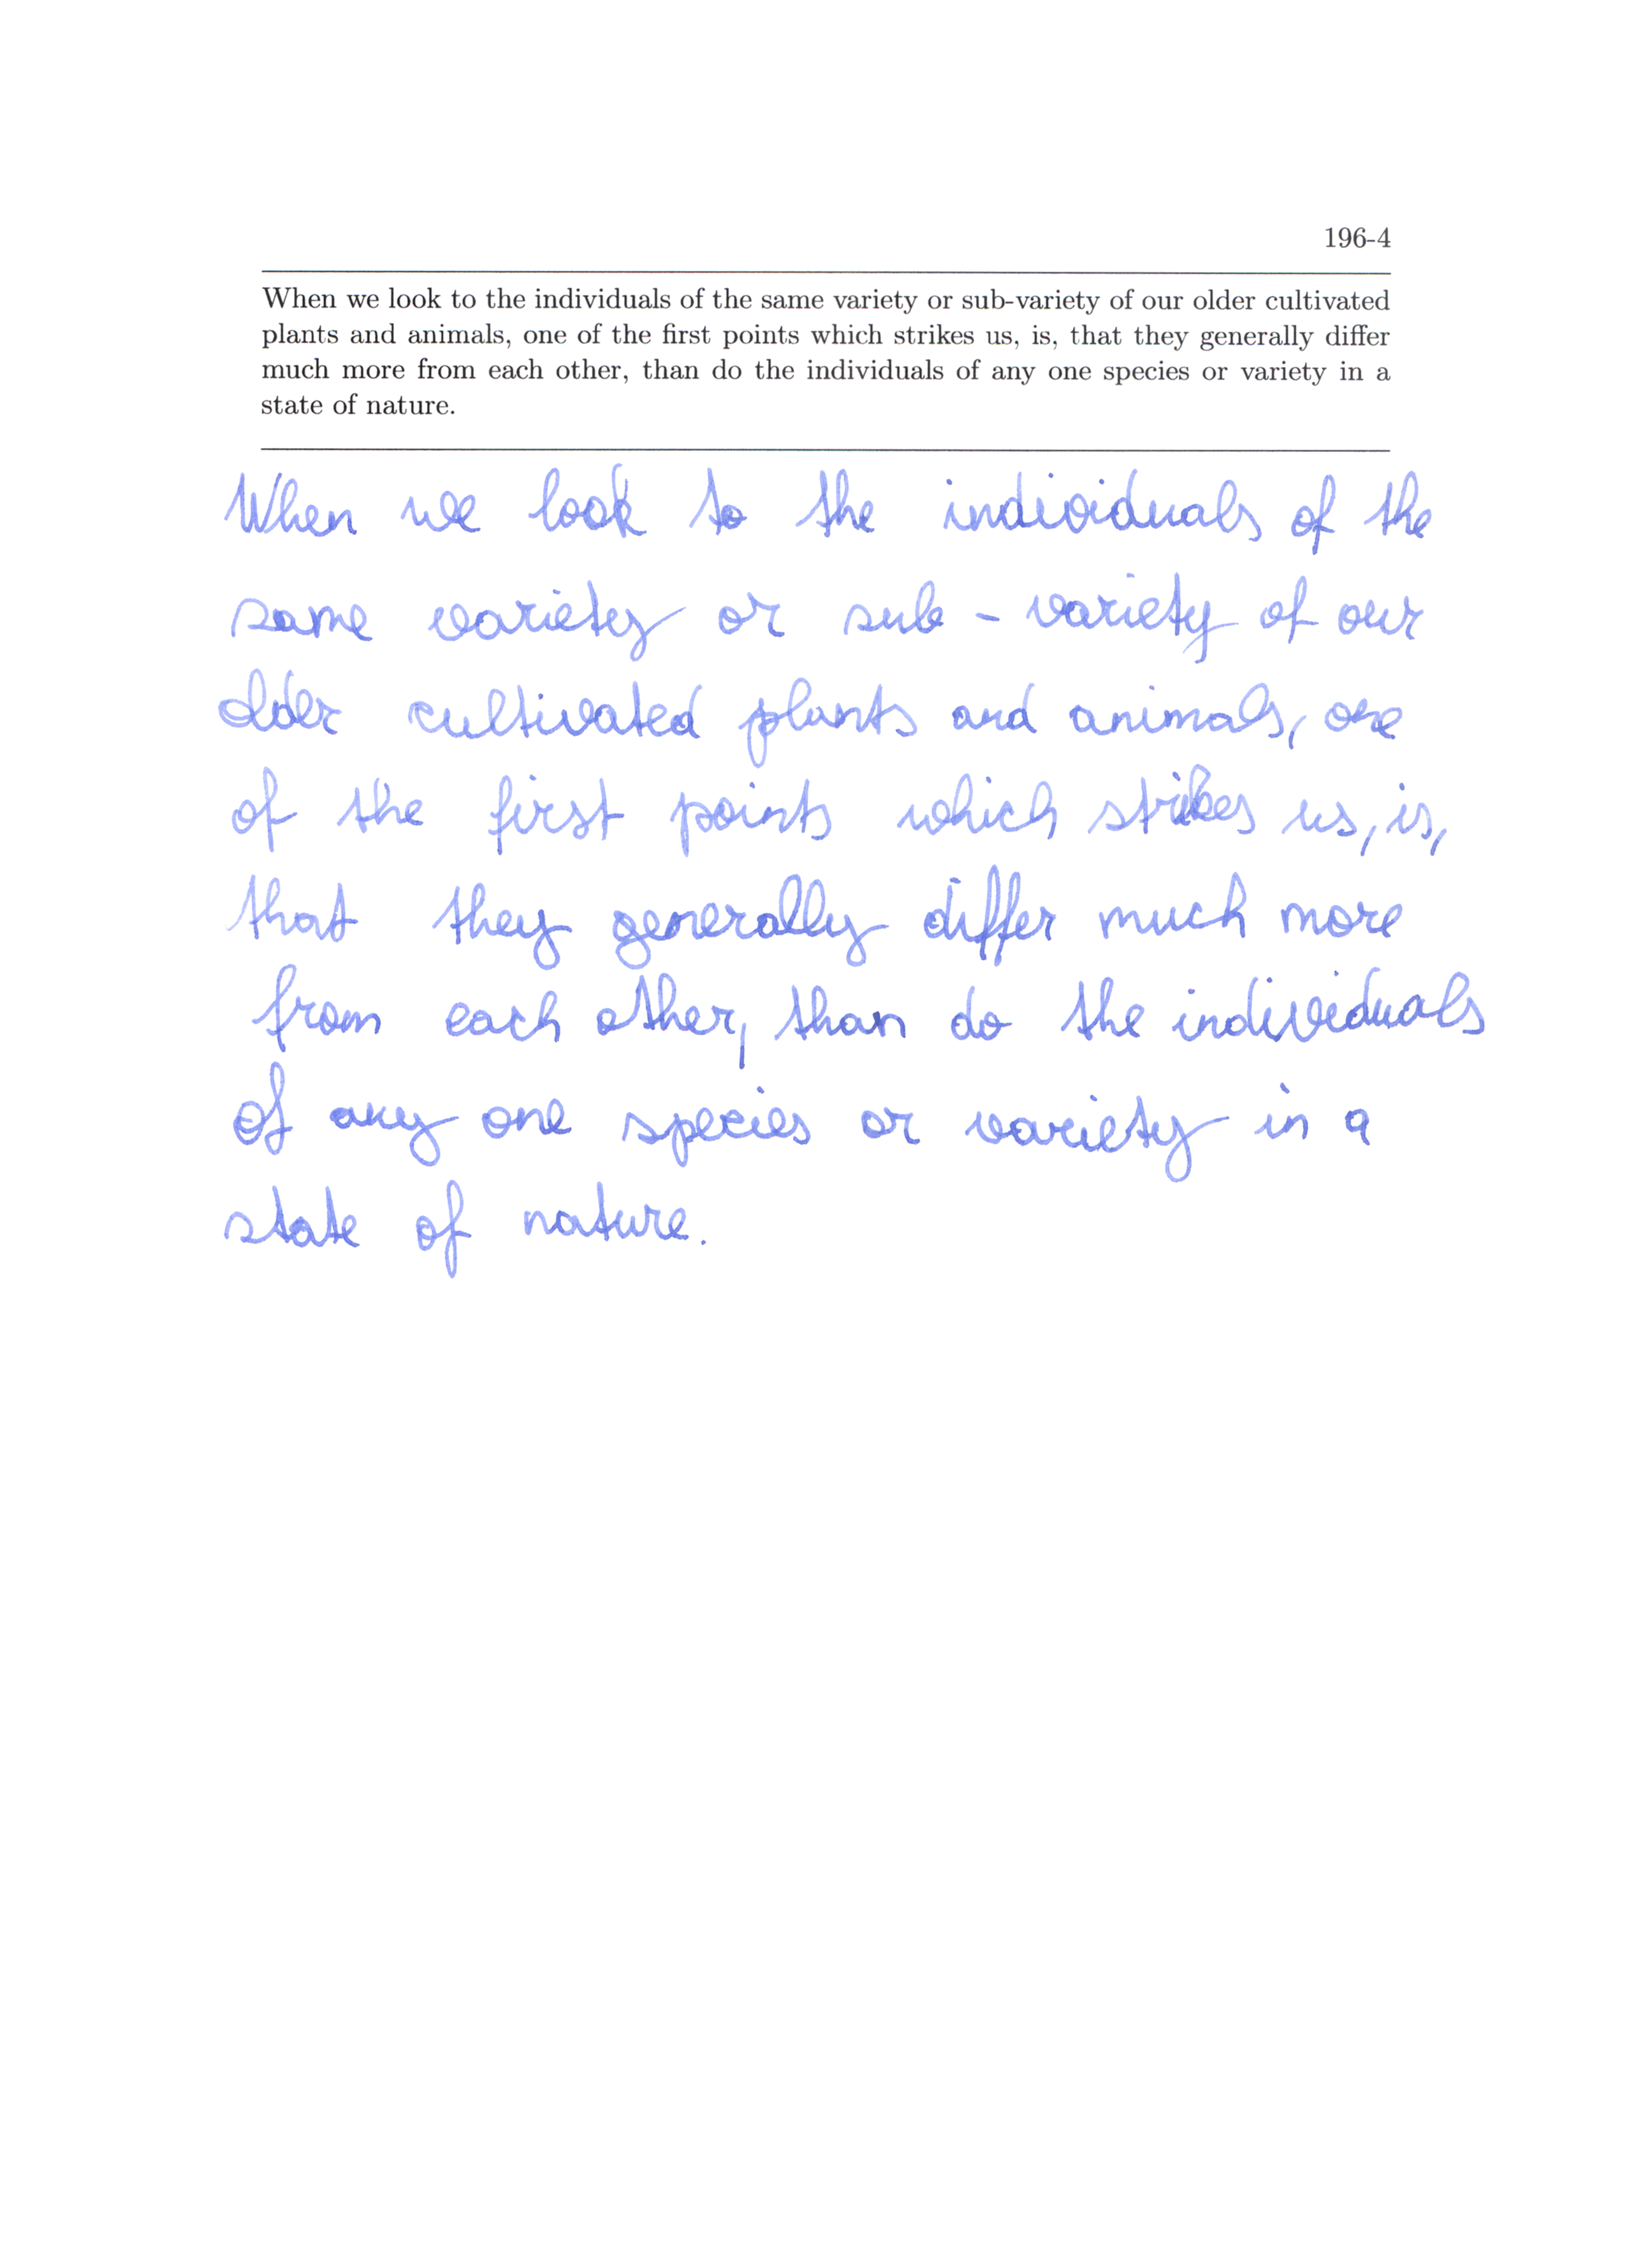 196-4
When we look to the individuals of the same variety or sub-variety of our older cultivated
plants and animals, one of the first points which strikes us, is, that they generally differ
much more from each other, than do the individuals of any one species or variety in a
state of nature.
When we look to the individuals of the
same variety or sub - variety of our
older cultivated plants and animals, one
of the first points which strikes us, is,
that they generally differ much more
from each other, than do the individuals
of any one species or variety in a
state of nature.